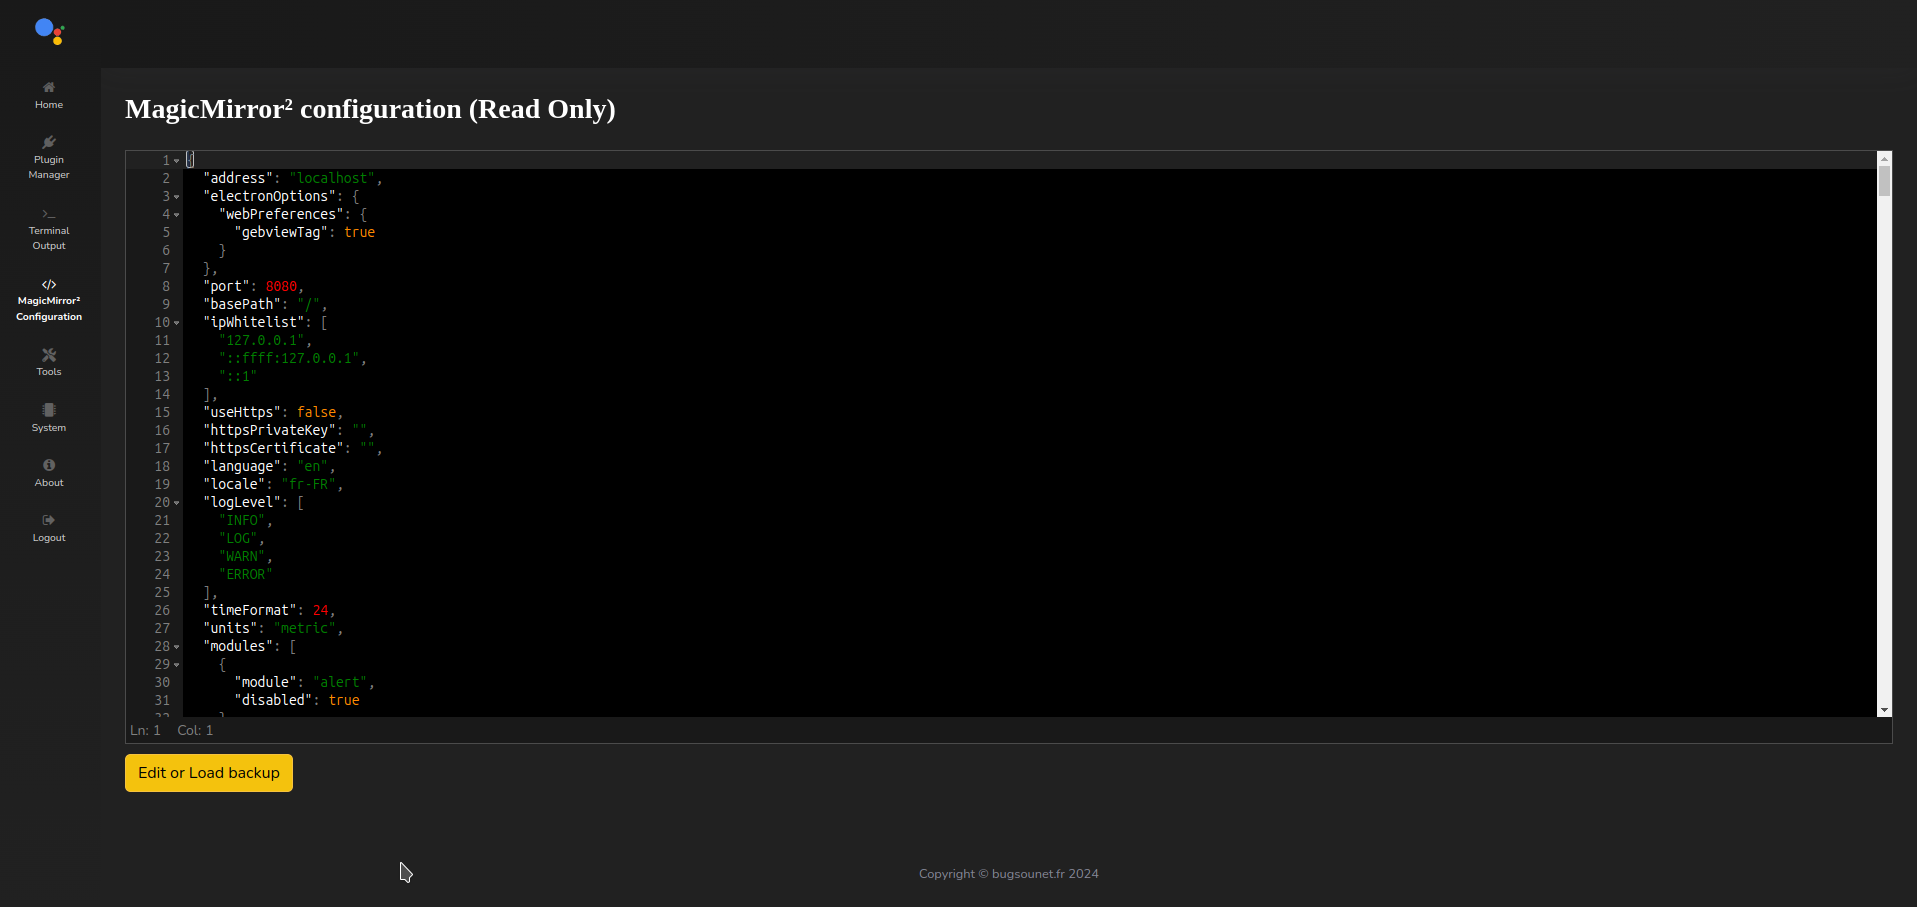 Home
Plugin
Manager
Terminal
Output
MagicMirror²
Configuration
Tools
System
About
Logout
MagicMirror² configuration (Read Only)
1 {
2 "address": "localhost",
3 "electronOptions": {
4 "webPreferences": {
5 "gebviewTag": true
6 }
7 },
8 "port": 8080,
9 "basePath": "/",
10 "ipWhitelist": [
11 "127.0.0.1",
12 "::ffff:127.0.0.1",
13 "::1"
14 ],
15 "useHttps": false,
16 "httpsPrivateKey": "",
17 "httpsCertificate": "",
18 "language": "en",
19 "locale": "fr-FR",
20 "logLevel": [
21 "INFO",
22 "LOG",
23 "WARN",
24 "ERROR"
25 ],
26 "timeFormat": 24,
27 "units": "metric",
28 "modules": [
29 {
30 "module": "alert",
31 "disabled": true
32 }
Ln: 1 Col: 1
Edit or Load backup
Copyright © bugsounet.fr 2024